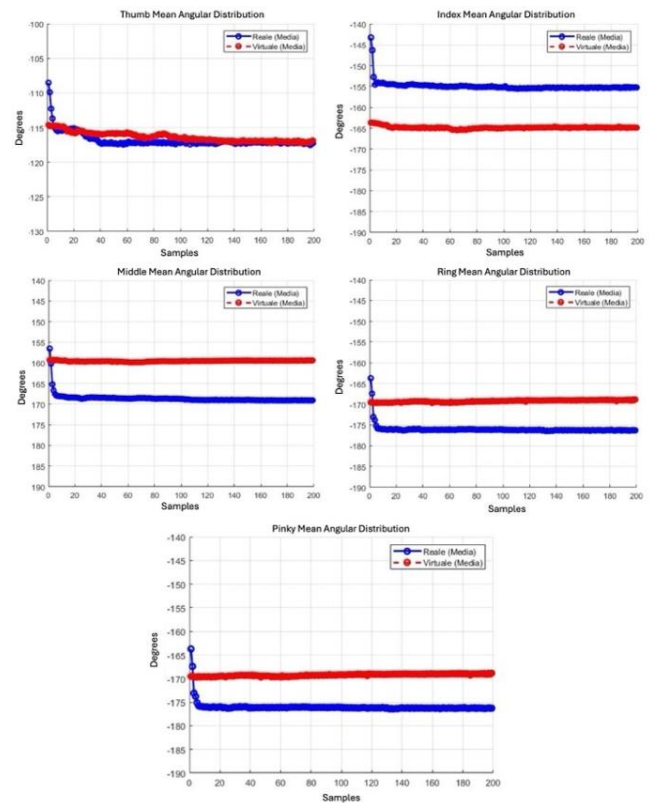 Thumb Mean Angular Distribution
-100
-105
-110
-115
-120
-125
-130
Degrees
Reale (Media)
Virtuale (Media)
0 20 40 60 80 100 120 140 160 180 200
Samples
Index Mean Angular Distribution
-140
-145
-150
-155
-160
-165
-170
-175
-180
-185
-190
Degrees
Reale (Media)
Virtuale (Media)
0 20 40 60 80 100 120 140 160 180 200
Samples
Middle Mean Angular Distribution
140
145
150
155
160
165
170
175
180
185
190
Degrees
Reale (Media)
Virtuale (Media)
0 20 40 60 80 100 120 140 160 180 200
Samples
Ring Mean Angular Distribution
-140
-145
-150
-155
-160
-165
-170
-175
-180
-185
-190
Degrees
Reale (Media)
Virtuale (Media)
0 20 40 60 80 100 120 140 160 180 200
Samples
Pinky Mean Angular Distribution
-140
-145
-150
-155
-160
-165
-170
-175
-180
-185
-190
Degrees
Reale (Media)
Virtuale (Media)
0 20 40 60 80 100 120 140 160 180 200
Samples